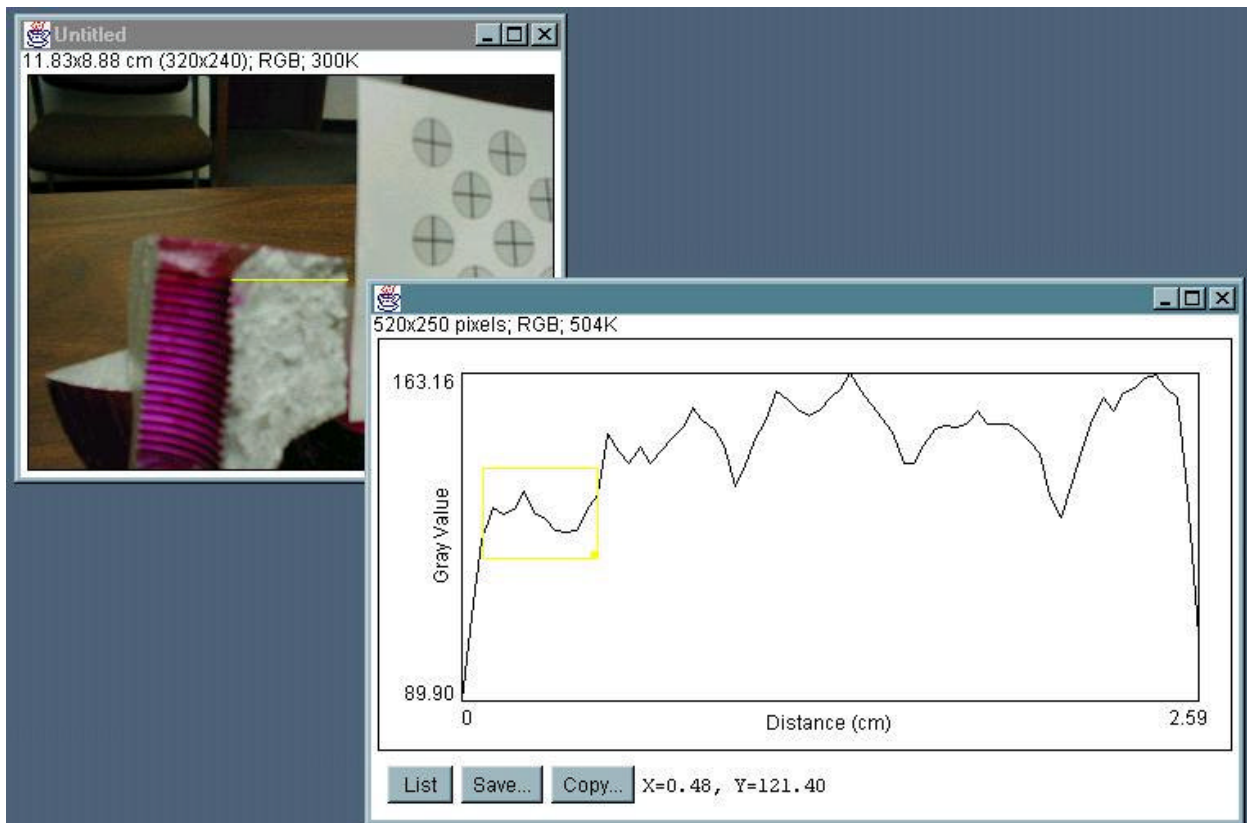 Untitled
11.83x8.88 cm (320x240); RGB; 300K
520x250 pixels; RGB; 504K
163.16
Gray Value
89.90
0
2.59
Distance (cm)
List Save... Copy... X=0.48, Y=121.40